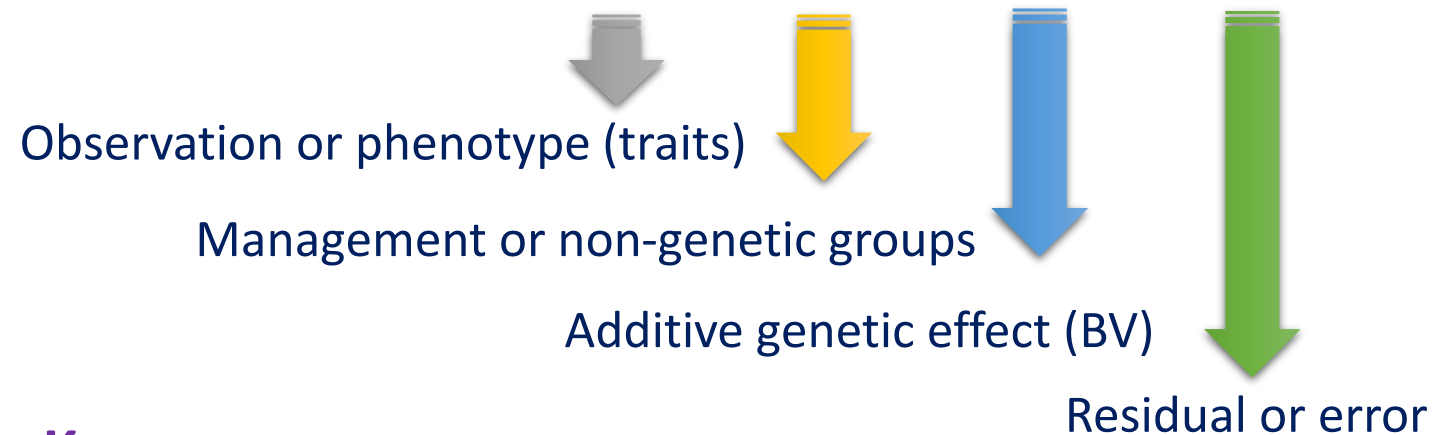 Observation or phenotype (traits)
Management or non-genetic groups
Additive genetic effect (BV)
Residual or error